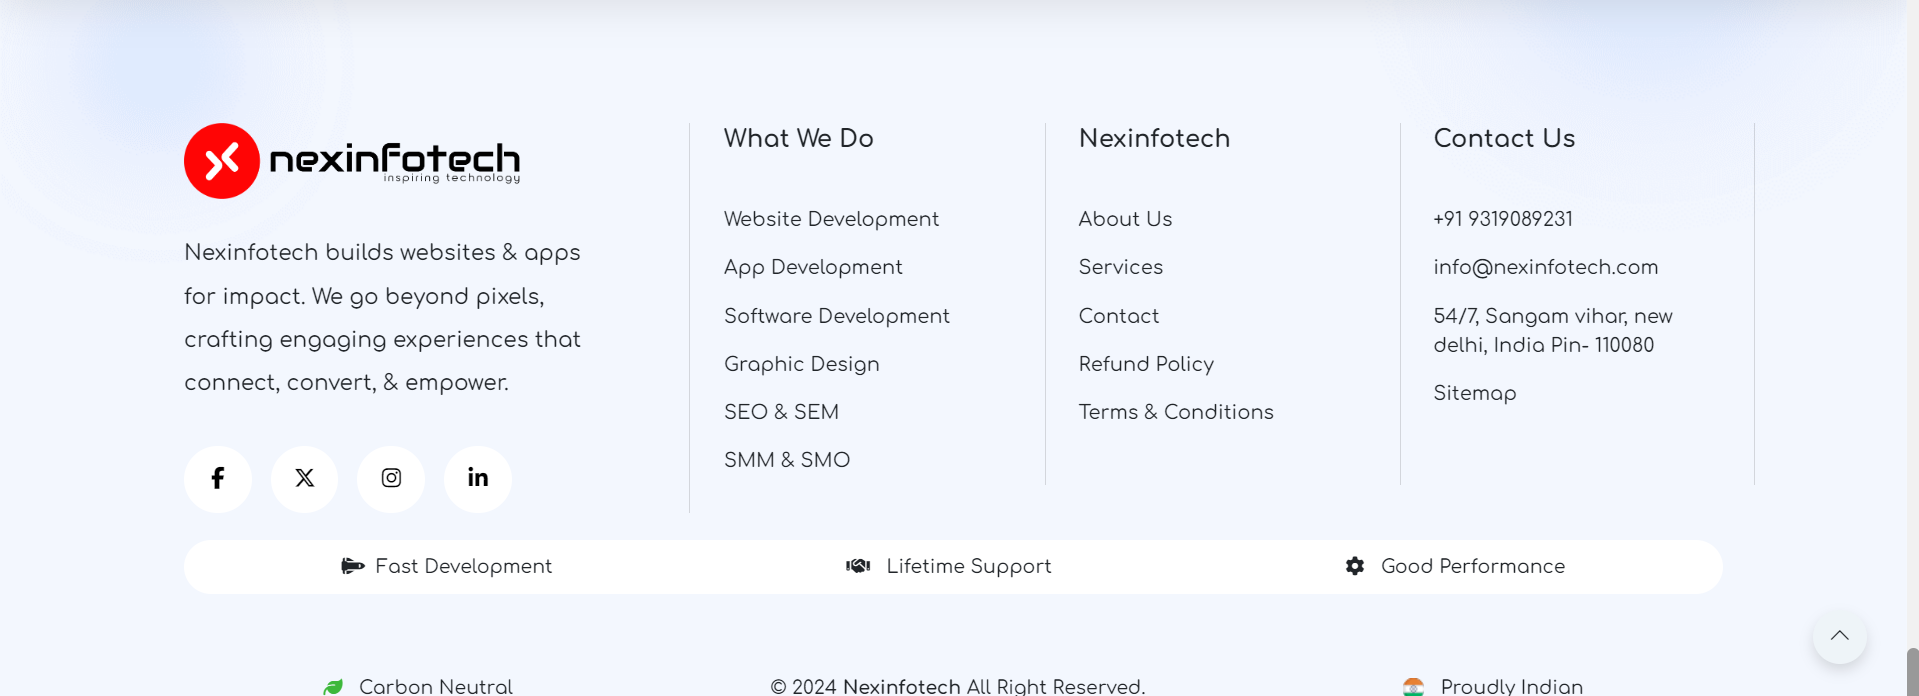 nexinfotech
inspiring technology
Nexinfotech builds websites & apps
for impact. We go beyond pixels,
crafting engaging experiences that
connect, convert, & empower.
What We Do
Website Development
App Development
Software Development
Graphic Design
SEO & SEM
SMM & SMO
Nexinfotech
About Us
Services
Contact
Refund Policy
Terms & Conditions
Contact Us
+91 9319089231
info@nexinfotech.com
54/7, Sangam vihar, new
delhi, India Pin- 110080
Sitemap
Fast Development
Lifetime Support
Good Performance
Carbon Neutral
© 2024 Nexinfotech All Right Reserved.
Proudly Indian